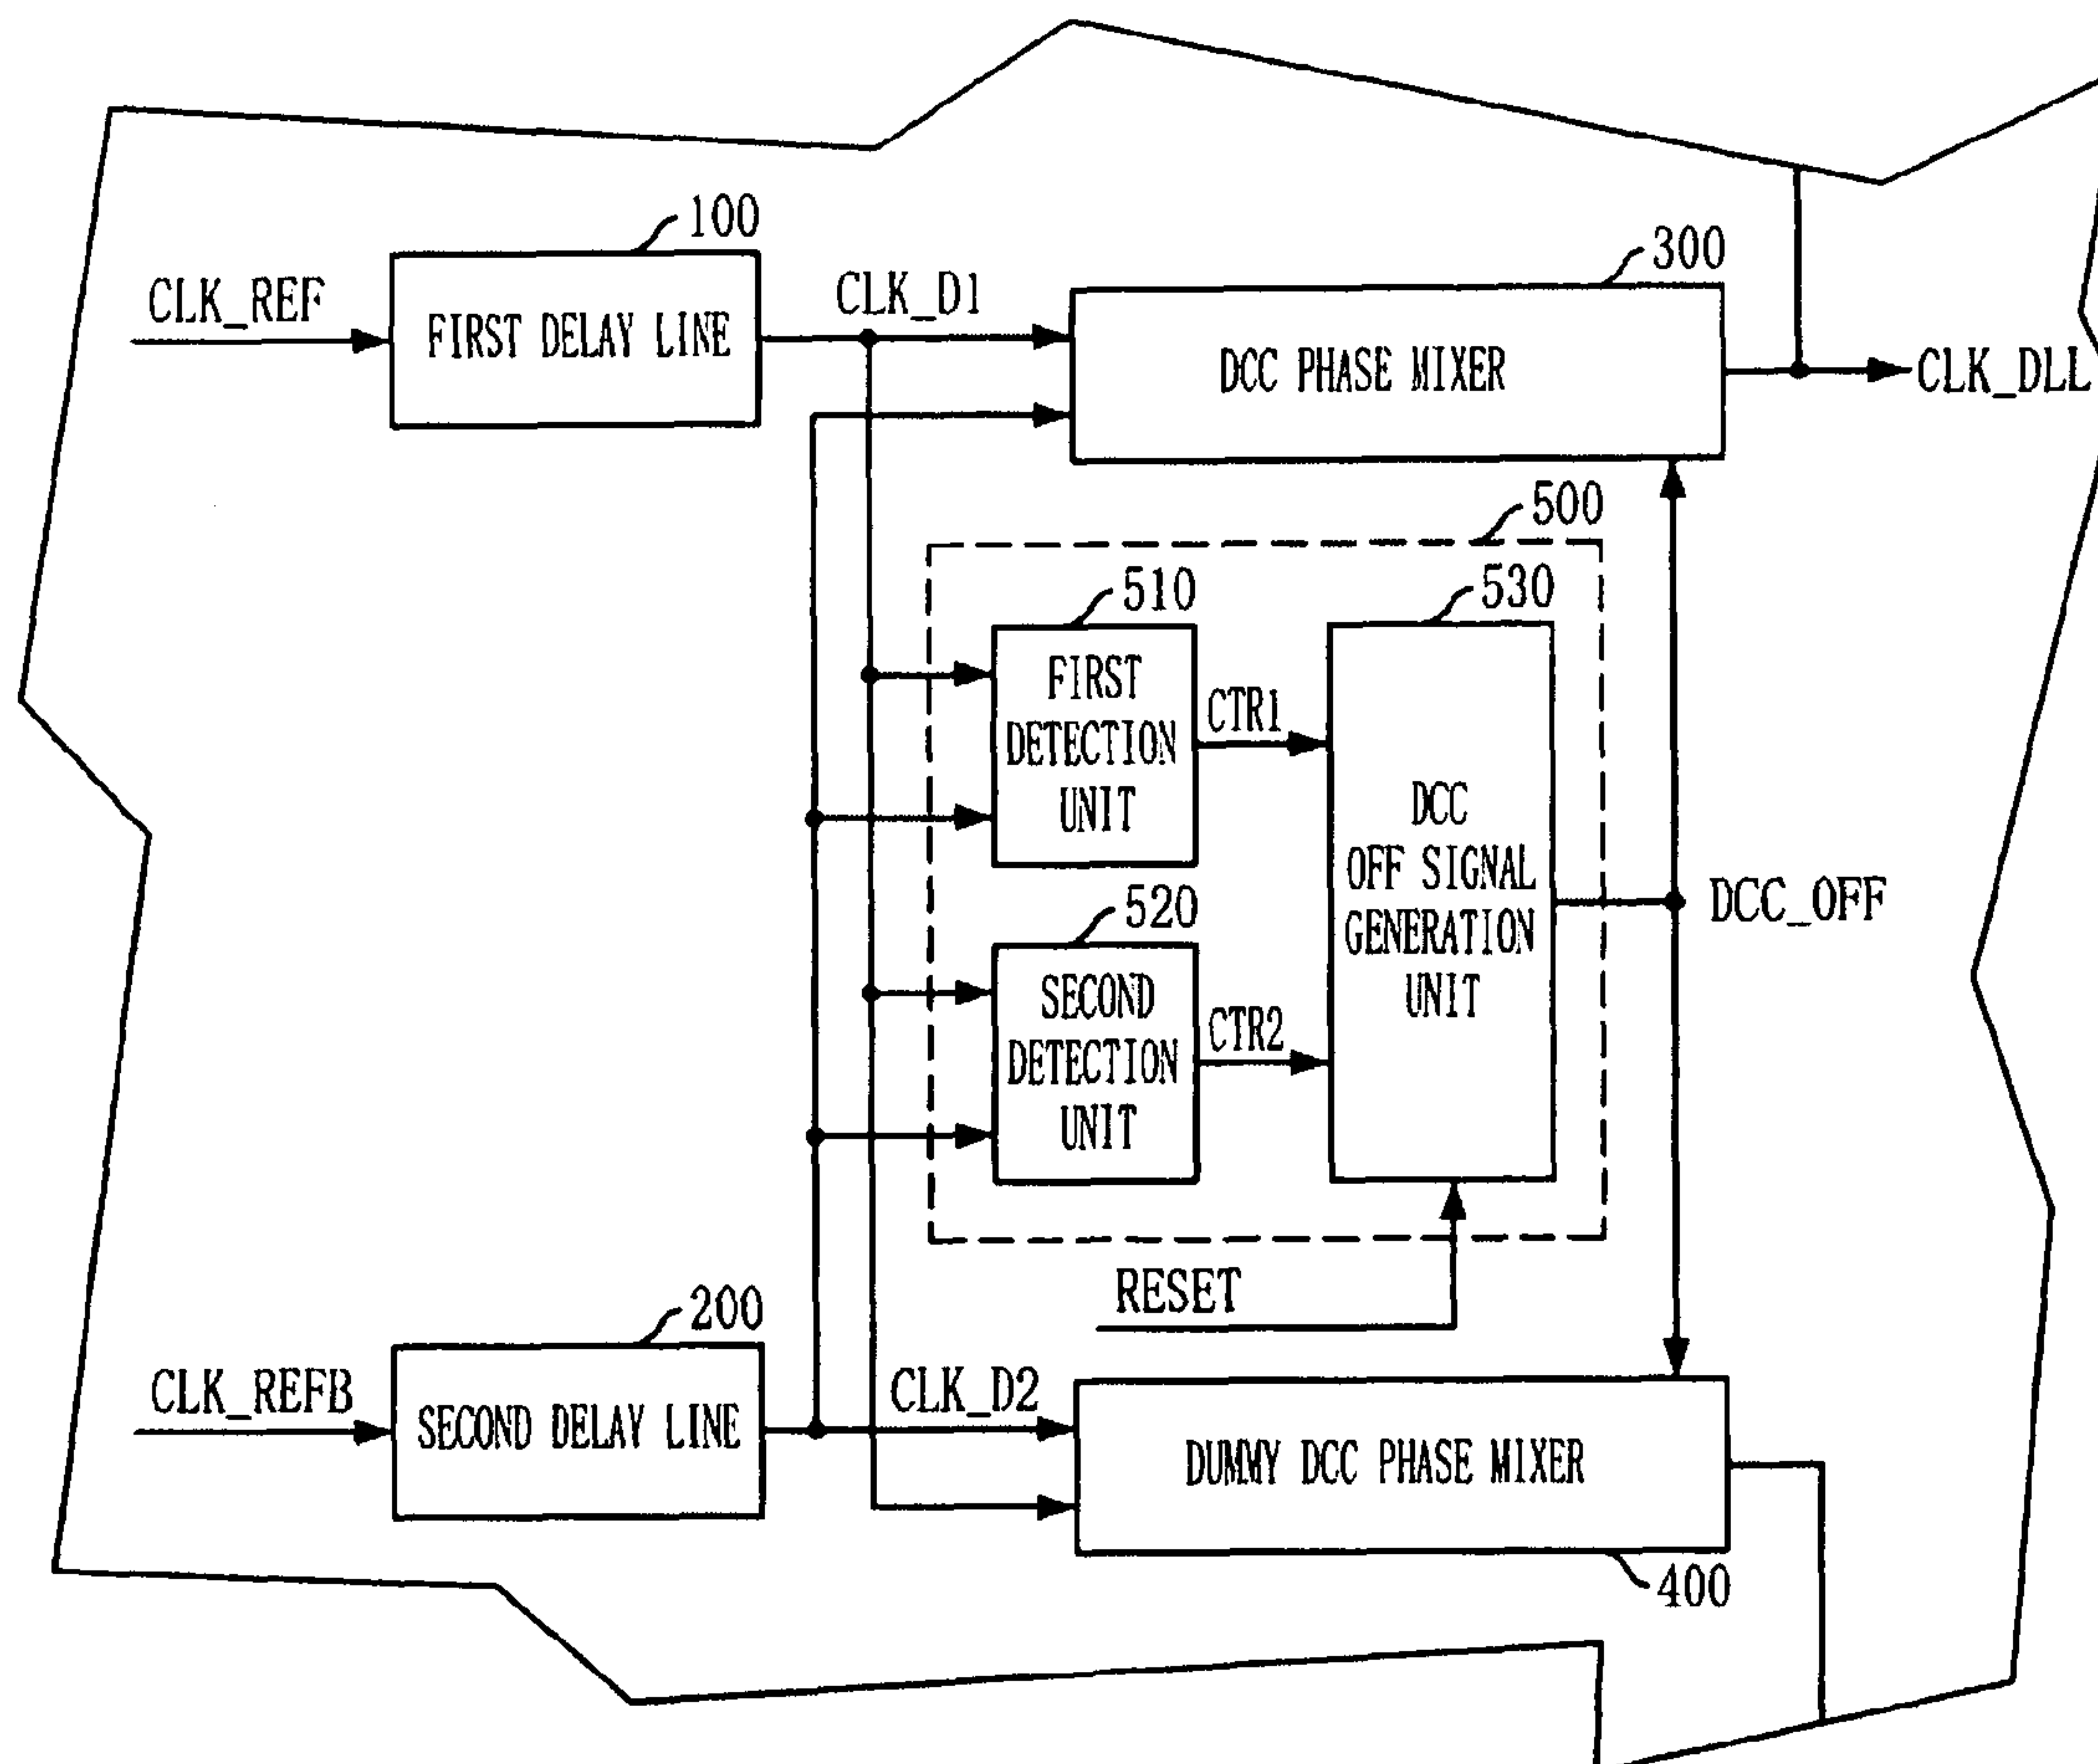 100
CLK_REF
FIRST DELAY LINE
CLK_D1
300
DCC PHASE MIXER
CLK_DLL
500
510
FIRST
DETECTION
UNIT
CTR1
530
DCC
OFF SIGNAL
GENERATION
UNIT
DCC_OFF
520
SECOND
DETECTION
UNIT
CTR2
RESET
200
CLK_REFB
SECOND DELAY LINE
CLK_D2
DUMMY DCC PHASE MIXER
400